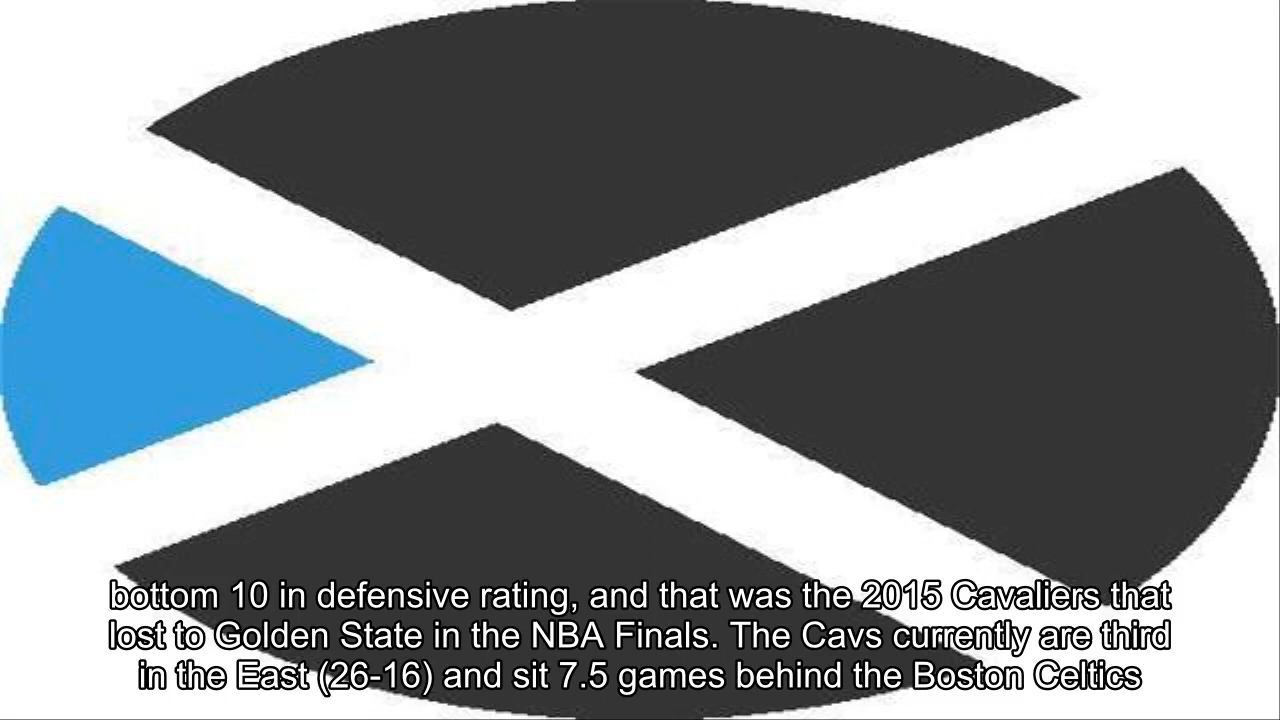 bottom 10 in defensive rating, and that was the 2015 Cavaliers that
lost to Golden State in the NBA Finals. The Cavs currently are third
in the East (26-16) and sit 7.5 games behind the Boston Celtics